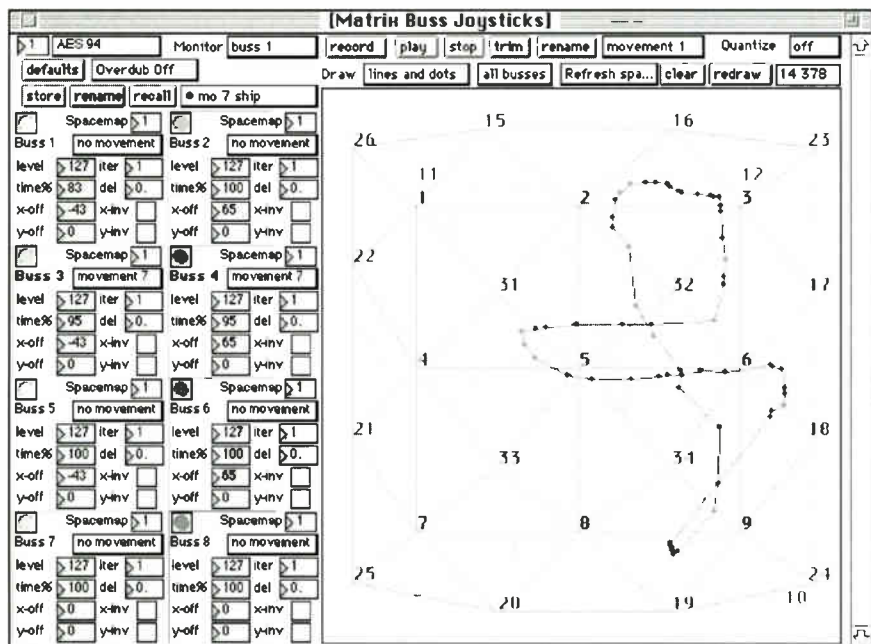 [Matrix Buss Joysticks]
1 AES 94 Monitor buss 1 record play stop trim rename movement 1 Quantize off
defaults Overdub Off
Draw lines and dots all busses Refresh spa... clear redraw 14 378
store rename recall • mo 7 ship
Spacemap 1 Spacemap 1
Buss 1 no movement Buss 2 no movement
level 127 iter 1 level 127 iter 1
time% 83 del 0. time% 100 del 0.
x-off -43 x-inv x-off 65 x-inv
y-off 0 y-inv y-off 0 y-inv
Spacemap 1 Spacemap 1
Buss 3 movement 7 Buss 4 movement 7
level 127 iter 1 level 127 iter 1
time% 95 del 0. time% 95 del 0.
x-off -43 x-inv x-off 65 x-inv
y-off 0 y-inv y-off 0 y-inv
Spacemap 1 Spacemap 1
Buss 5 no movement Buss 6 no movement
level 127 iter 1 level 127 iter 1
time% 100 del 0. time% 100 del 0.
x-off -43 x-inv x-off 65 x-inv
y-off 0 y-inv y-off 0 y-inv
Spacemap 1 Spacemap 1
Buss 7 no movement Buss 8 no movement
level 127 iter 1 level 127 iter 1
time% 100 del 0. time% 100 del 0.
x-off 0 x-inv x-off 0 x-inv
y-off 0 y-inv y-off 0 y-inv
15 16
26 23
11 12
1 2 3
22 31 32 17
4 5 6
21 33 34 18
7 8 9
25 24
20 19 10